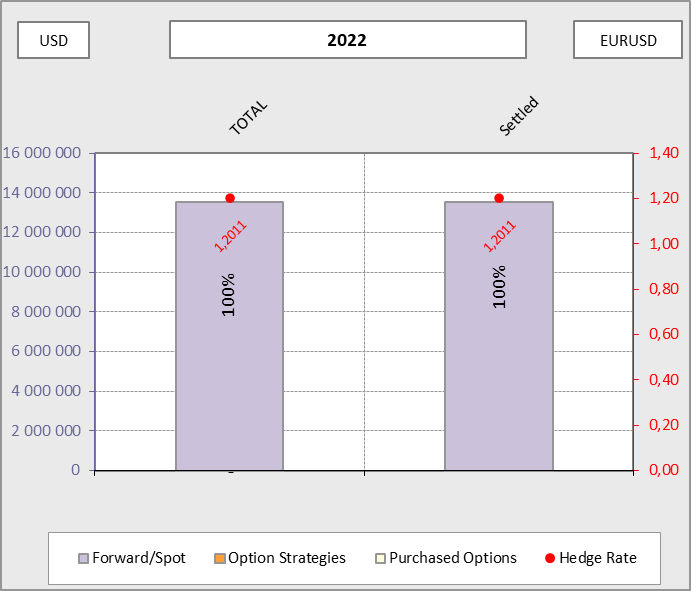 USD
2022
EURUSD
TOTAL
Settled
16 000 000
14 000 000
12 000 000
10 000 000
8 000 000
6 000 000
4 000 000
2 000 000
0
1,40
1,20
1,00
0,80
0,60
0,40
0,20
0,00
1,2011
100%
1,2011
100%
-
Forward/Spot
Option Strategies
Purchased Options
Hedge Rate